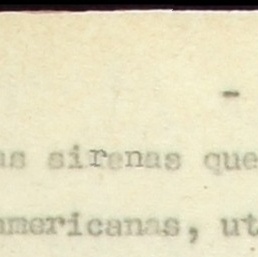 -
as sirenas que
americanas, ut